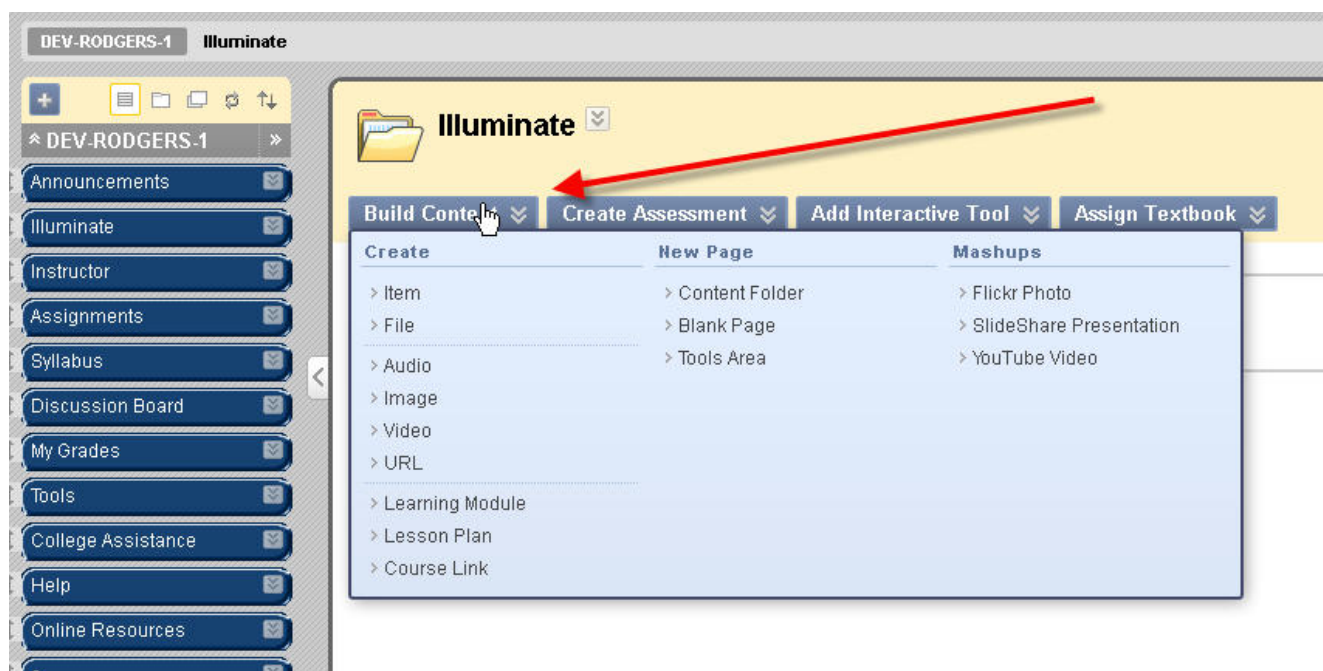 DEV-RODGERS-1 Illuminate
DEV-RODGERS-1
Announcements
Illuminate
Instructor
Assignments
Syllabus
Discussion Board
My Grades
Tools
College Assistance
Help
Online Resources
Illuminate
Build Content
Create Assessment
Add Interactive Tool
Assign Textbook
Create
Item
File
Audio
Image
Video
URL
Learning Module
Lesson Plan
Course Link
New Page
Content Folder
Blank Page
Tools Area
Mashups
Flickr Photo
SlideShare Presentation
YouTube Video